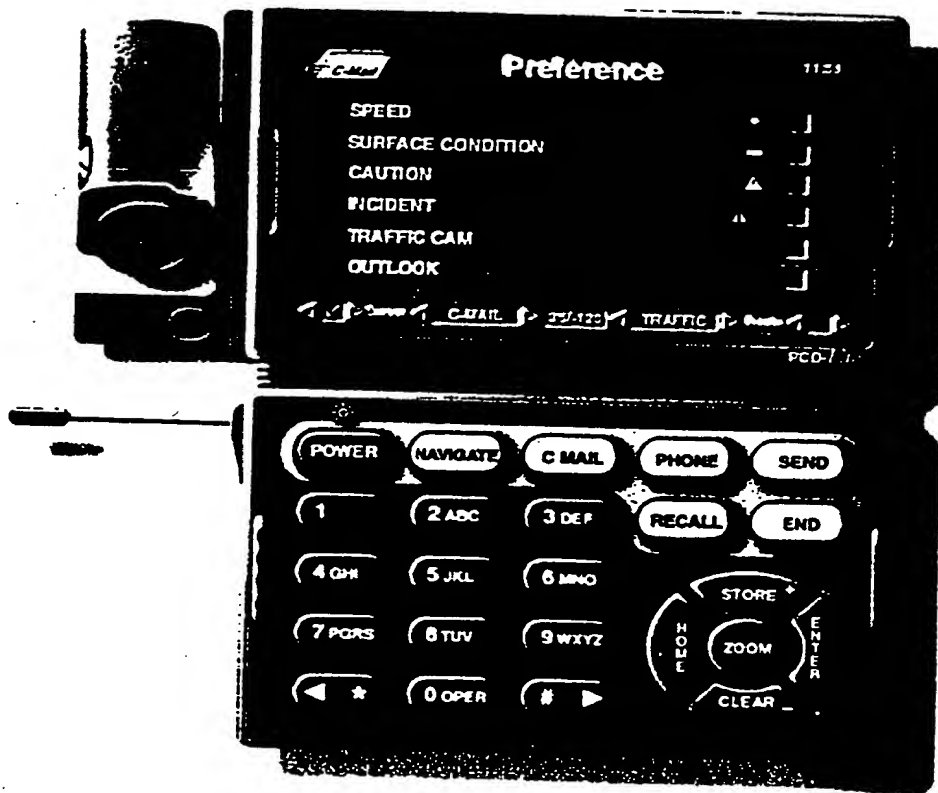 C-Mail
Preference
SPEED
SURFACE CONDITION
CAUTION
INCIDENT
TRAFFIC CAM
OUTLOOK
C-MAIL TRAFFIC
POWER NAVIGATE C MAIL PHONE SEND
1 2 ABC 3 DEF RECALL END
4 GHI 5 JKL 6 MNO
7 PQRS 8 TUV 9 WXYZ
◄ * 0 OPER # ►
STORE +
HOME ZOOM ENTER
CLEAR _